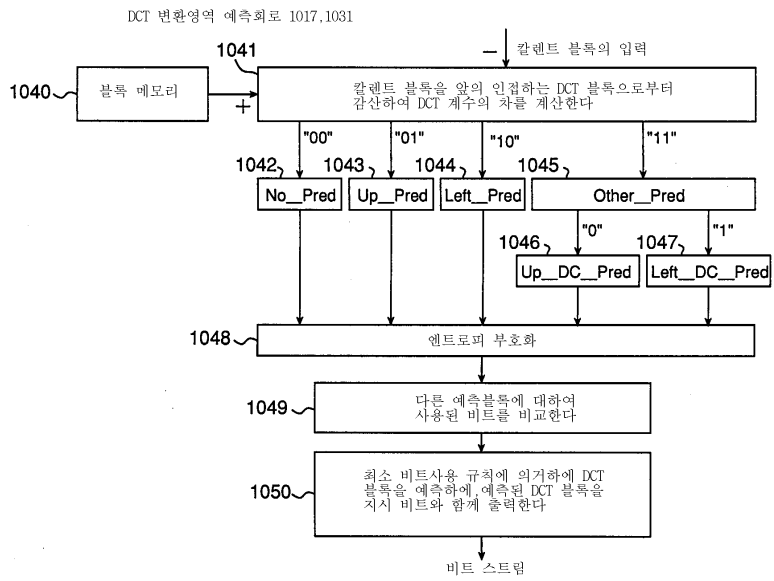 DCT 변환영역 예측회로 1017,1031
칼렌트 블록의 입력
1041
1040
블록 메모리
칼렌트 블록을 앞의 인접하는 DCT 블록으로부터
감산하여 DCT 계수의 차를 계산한다
"00"
"01"
"10"
"11"
1042
1043
1044
1045
No__Pred
Up__Pred
Left__Pred
Other__Pred
1046
"0"
1047
"1"
Up__DC__Pred
Left__DC__Pred
1048
엔트로피 부호화
1049
다른 예측블록에 대하여
사용된 비트를 비교한다
1050
최소 비트사용 규칙에 의거하에 DCT
블록을 예측하에,예측된 DCT 블록을
지시 비트와 함께 출력한다
비트 스트림